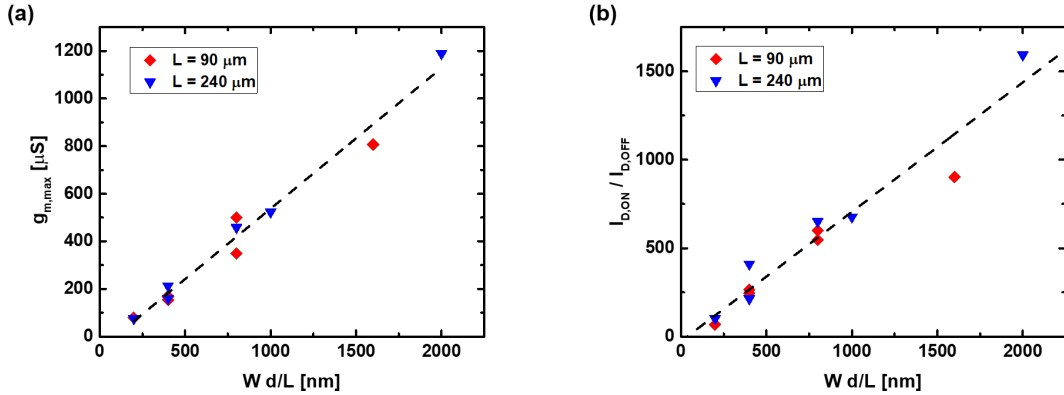 (a)
1200
1000
800
600
400
200
0
g_m,max [μS]
L = 90 μm
L = 240 μm
0 500 1000 1500 2000
W d/L [nm]
(b)
1500
1000
500
0
I_D,ON / I_D,OFF
L = 90 μm
L = 240 μm
0 500 1000 1500 2000
W d/L [nm]